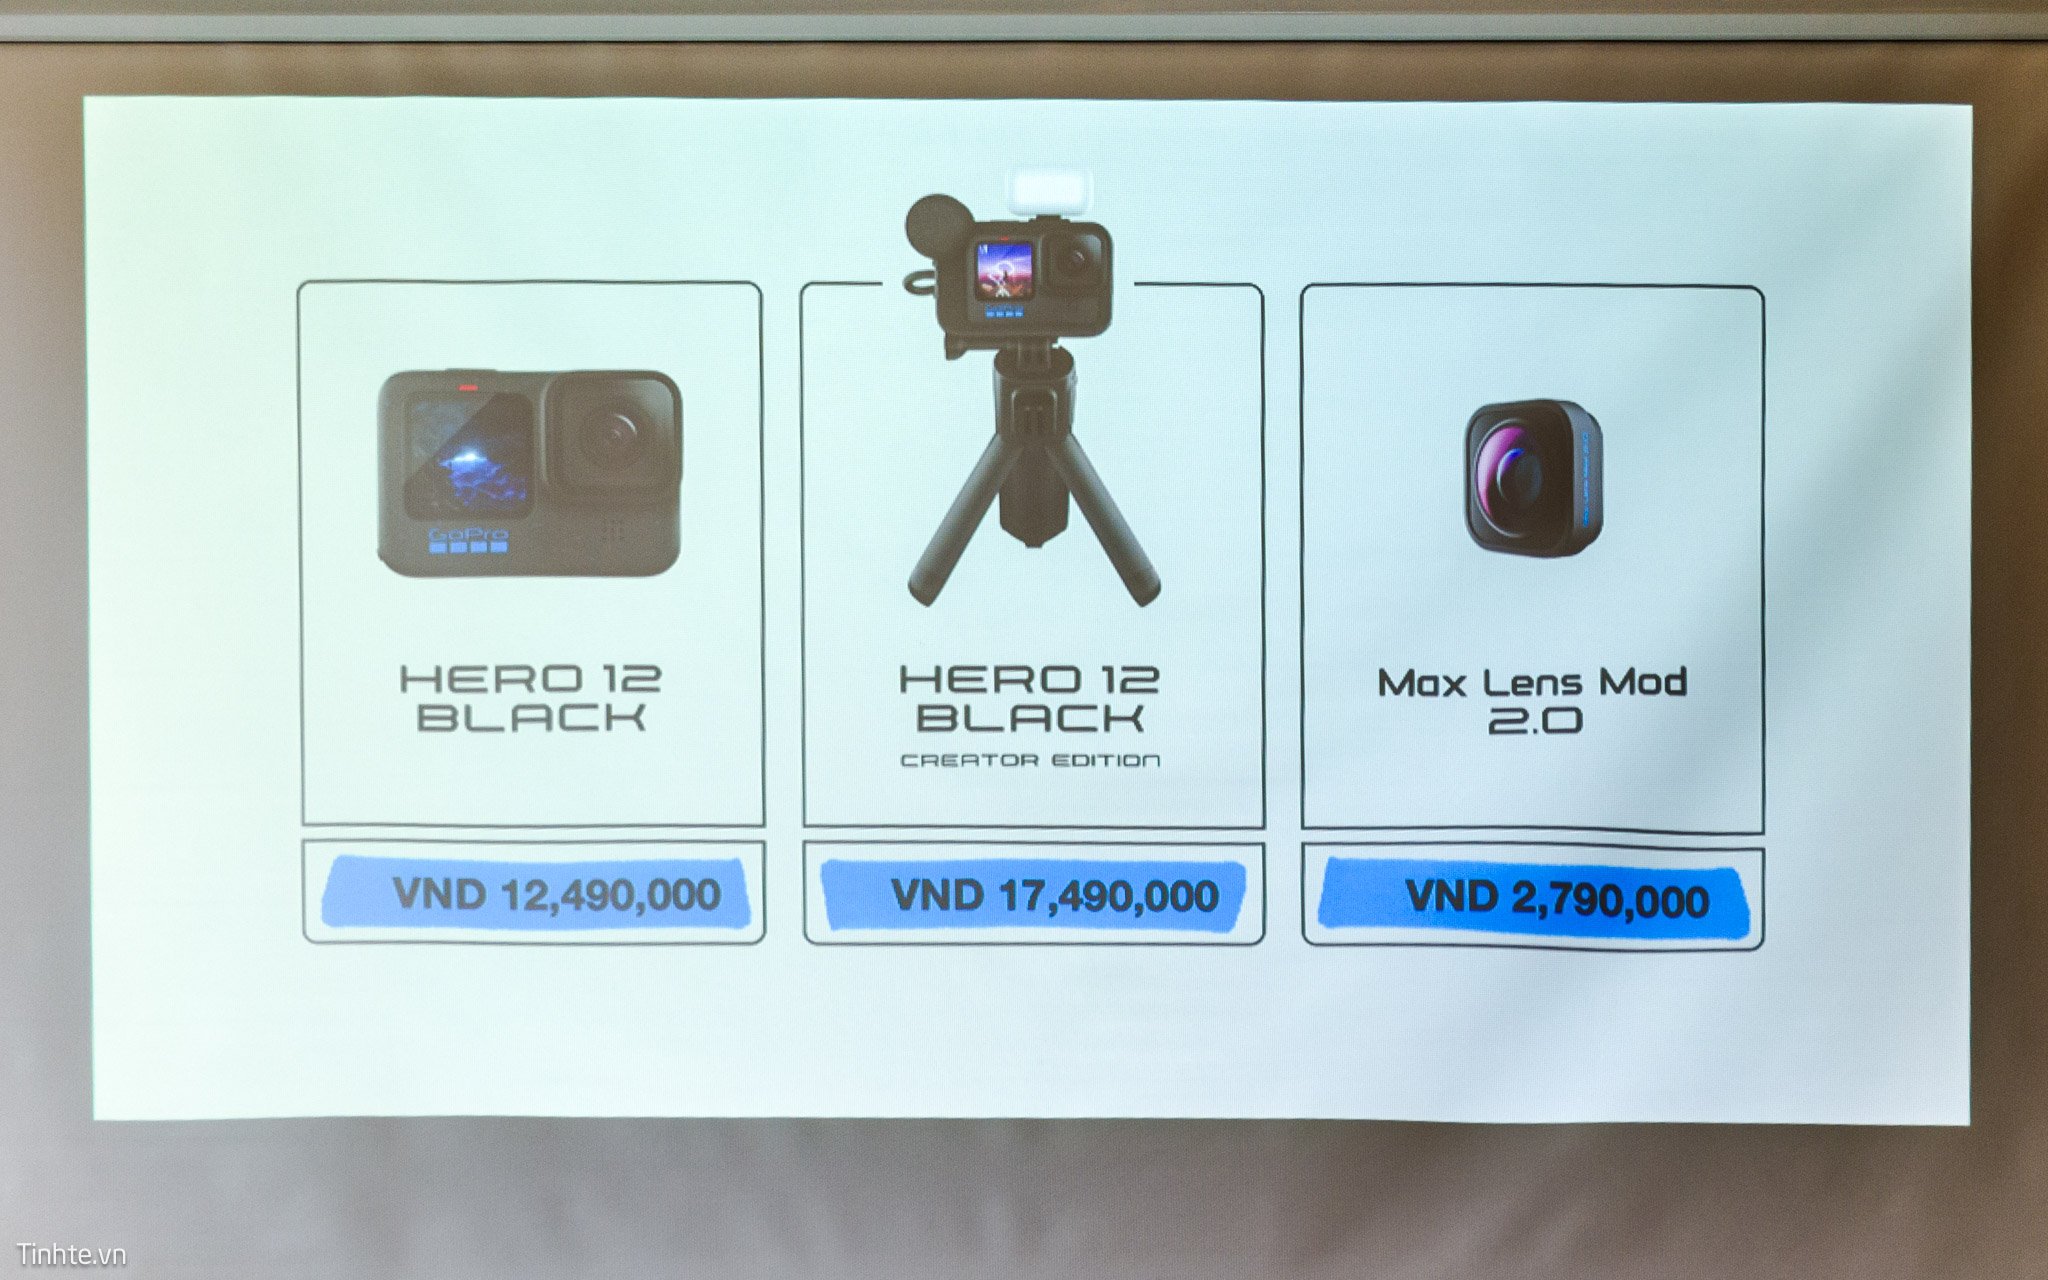 GoPro
HERO 12
BLACK
VND 12,490,000
HERO 12
BLACK
CREATOR EDITION
VND 17,490,000
Max Lens Mod
2.0
VND 2,790,000
Tinhte.vn